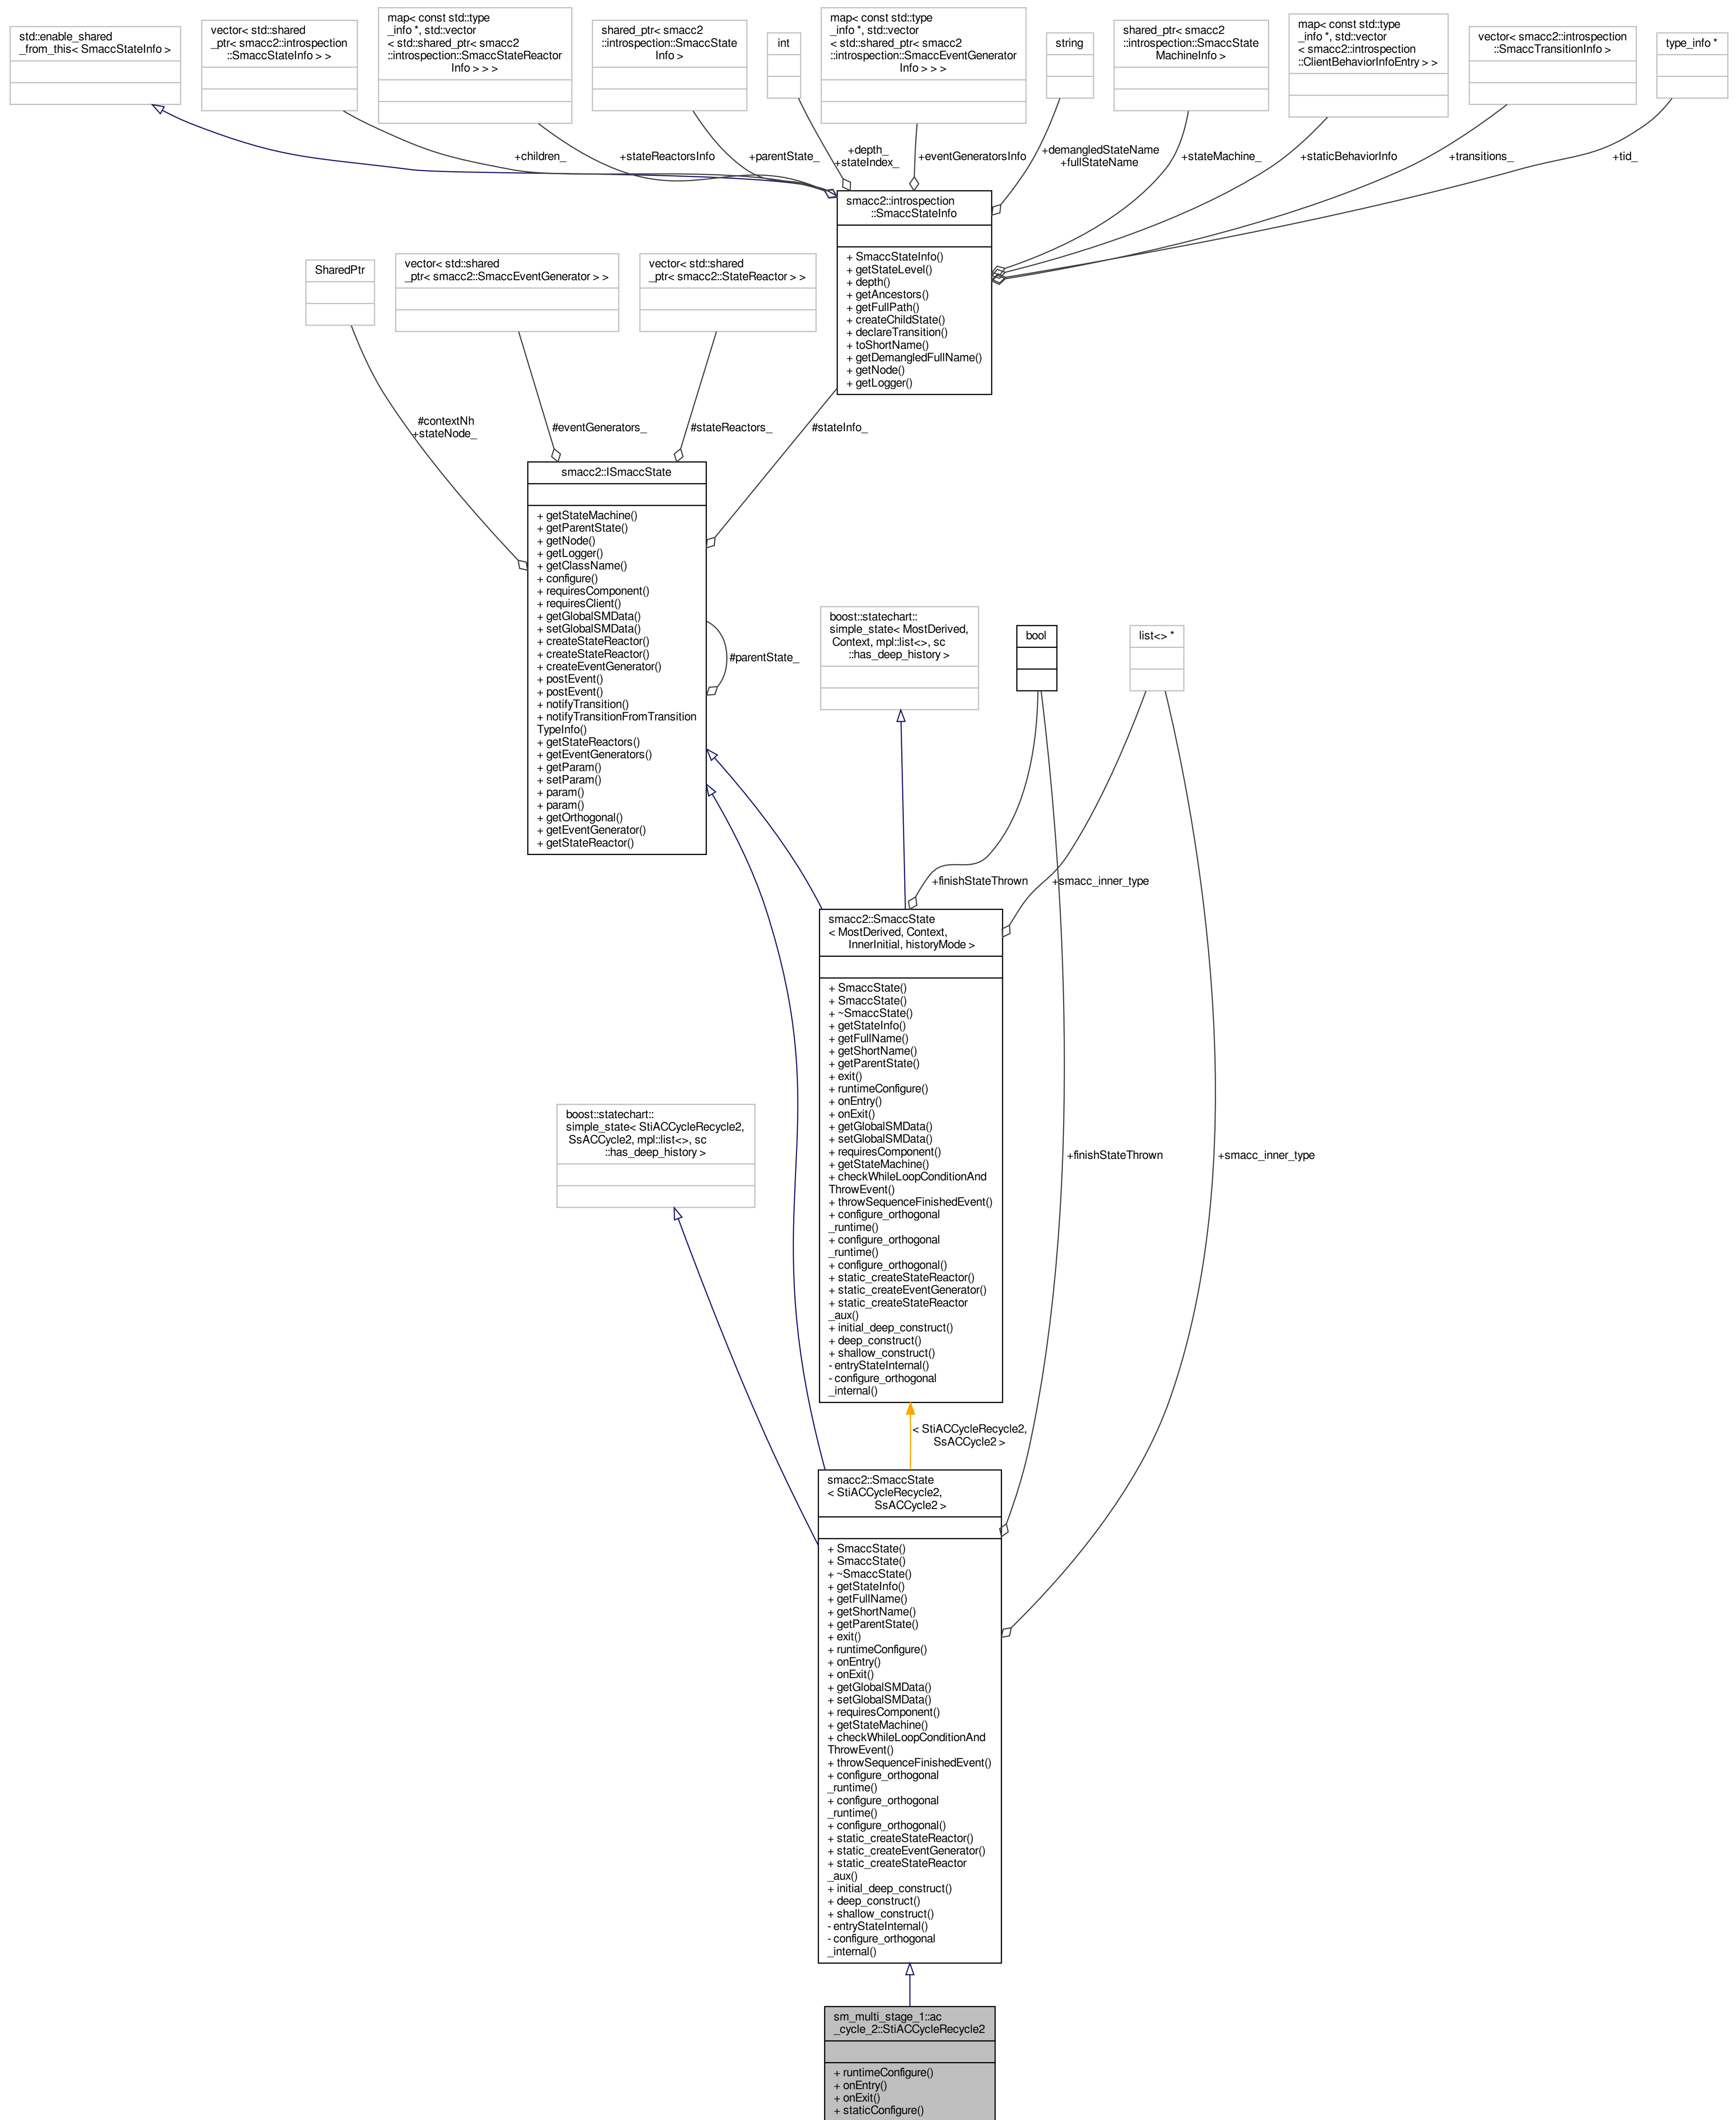 std::enable_shared
_from_this< SmaccStateInfo >
vector< std::shared
_ptr< smacc2::introspection
::SmaccStateInfo > >
map< const std::type
_info *, std::vector
< std::shared_ptr< smacc2
::introspection::SmaccStateReactor
Info > > >
shared_ptr< smacc2
::introspection::SmaccState
Info >
int
map< const std::type
_info *, std::vector
< std::shared_ptr< smacc2
::introspection::SmaccEventGenerator
Info > > >
string
shared_ptr< smacc2
::introspection::SmaccState
MachineInfo >
map< const std::type
_info *, std::vector
< smacc2::introspection
::ClientBehaviorInfoEntry > >
vector< smacc2::introspection
::SmaccTransitionInfo >
type_info *
+children_
+stateReactorsInfo
+parentState_
+depth_
+stateIndex_
+eventGeneratorsInfo
+demangledStateName
+fullStateName
+stateMachine_
+staticBehaviorInfo
+transitions_
+tid_
smacc2::introspection
::SmaccStateInfo
+ SmaccStateInfo()
+ getStateLevel()
+ depth()
+ getAncestors()
+ getFullPath()
+ createChildState()
+ declareTransition()
+ toShortName()
+ getDemangledFullName()
+ getNode()
+ getLogger()
SharedPtr
vector< std::shared
_ptr< smacc2::SmaccEventGenerator > >
vector< std::shared
_ptr< smacc2::StateReactor > >
#contextNh
+stateNode_
#eventGenerators_
#stateReactors_
#stateInfo_
smacc2::ISmaccState
+ getStateMachine()
+ getParentState()
+ getNode()
+ getLogger()
+ getClassName()
+ configure()
+ requiresComponent()
+ requiresClient()
+ getGlobalSMData()
+ setGlobalSMData()
+ createStateReactor()
+ createStateReactor()
+ createEventGenerator()
+ postEvent()
+ postEvent()
+ notifyTransition()
+ notifyTransitionFromTransition
TypeInfo()
+ getStateReactors()
+ getEventGenerators()
+ getParam()
+ setParam()
+ param()
+ param()
+ getOrthogonal()
+ getEventGenerator()
+ getStateReactor()
#parentState_
boost::statechart::
simple_state< MostDerived,
Context, mpl::list<>, sc
::has_deep_history >
bool
list<> *
+finishStateThrown
+smacc_inner_type
smacc2::SmaccState
< MostDerived, Context,
InnerInitial, historyMode >
+ SmaccState()
+ SmaccState()
+ ~SmaccState()
+ getStateInfo()
+ getFullName()
+ getShortName()
+ getParentState()
+ exit()
+ runtimeConfigure()
+ onEntry()
+ onExit()
+ getGlobalSMData()
+ setGlobalSMData()
+ requiresComponent()
+ getStateMachine()
+ checkWhileLoopConditionAnd
ThrowEvent()
+ throwSequenceFinishedEvent()
+ configure_orthogonal
_runtime()
+ configure_orthogonal
_runtime()
+ configure_orthogonal()
+ static_createStateReactor()
+ static_createEventGenerator()
+ static_createStateReactor
_aux()
+ initial_deep_construct()
+ deep_construct()
+ shallow_construct()
- entryStateInternal()
- configure_orthogonal
_internal()
boost::statechart::
simple_state< StiACCycleRecycle2,
SsACCycle2, mpl::list<>, sc
::has_deep_history >
+finishStateThrown
+smacc_inner_type
< StiACCycleRecycle2,
SsACCycle2 >
smacc2::SmaccState
< StiACCycleRecycle2,
SsACCycle2 >
+ SmaccState()
+ SmaccState()
+ ~SmaccState()
+ getStateInfo()
+ getFullName()
+ getShortName()
+ getParentState()
+ exit()
+ runtimeConfigure()
+ onEntry()
+ onExit()
+ getGlobalSMData()
+ setGlobalSMData()
+ requiresComponent()
+ getStateMachine()
+ checkWhileLoopConditionAnd
ThrowEvent()
+ throwSequenceFinishedEvent()
+ configure_orthogonal
_runtime()
+ configure_orthogonal
_runtime()
+ configure_orthogonal()
+ static_createStateReactor()
+ static_createEventGenerator()
+ static_createStateReactor
_aux()
+ initial_deep_construct()
+ deep_construct()
+ shallow_construct()
- entryStateInternal()
- configure_orthogonal
_internal()
sm_multi_stage_1::ac
_cycle_2::StiACCycleRecycle2
+ runtimeConfigure()
+ onEntry()
+ onExit()
+ staticConfigure()